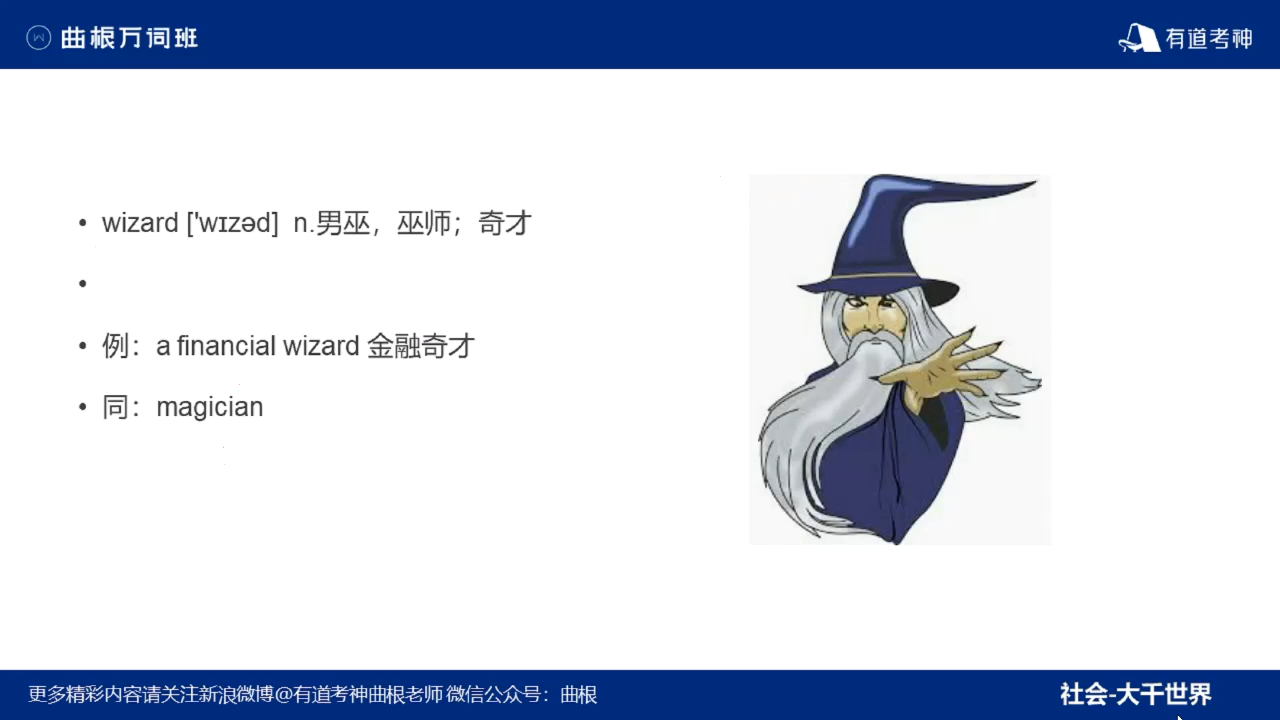 曲根万词班
有道考神
• wizard ['wɪzəd]  n.男巫，巫师；奇才
•
• 例：a financial wizard 金融奇才
• 同：magician
更多精彩内容请关注新浪微博@有道考神曲根老师 微信公众号：曲根
社会-大千世界